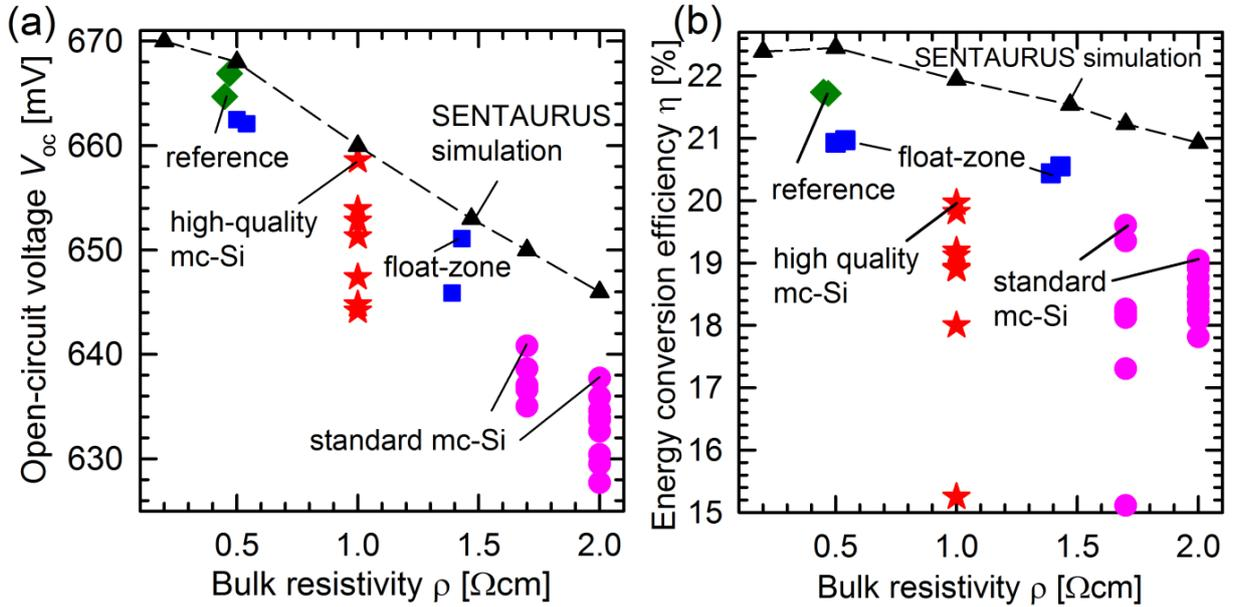 (a)
670
660
650
640
630
Open-circuit voltage Voc [mV]
SENTAURUS
simulation
reference
high-quality
mc-Si
float-zone
standard mc-Si
0.5 1.0 1.5 2.0
Bulk resistivity ρ [Ωcm]
(b)
22
21
20
19
18
17
16
15
Energy conversion efficiency η [%]
SENTAURUS simulation
float-zone
reference
high quality
mc-Si
standard
mc-Si
0.5 1.0 1.5 2.0
Bulk resistivity ρ [Ωcm]